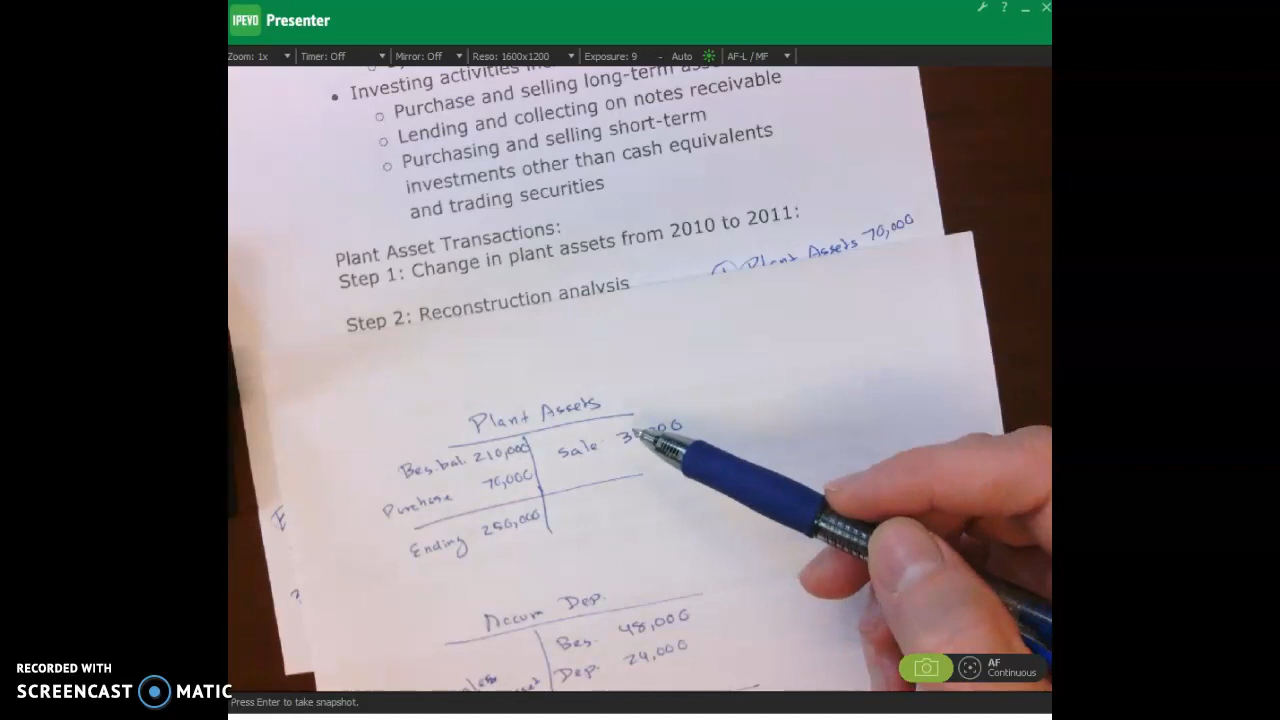 IPEVO Presenter
Zoom: 1x Timer: Off Mirror: Off Reso: 1600x1200 Exposure: 9 - Auto AF-L / MF
• Investing activities
○ Purchase and selling long-term
○ Lending and collecting on notes receivable
○ Purchasing and selling short-term
investments other than cash equivalents
and trading securities
Plant Asset Transactions:
Step 1: Change in plant assets from 2010 to 2011:
① Plant Assets 70,000
Step 2: Reconstruction analysis
Plant Assets
Beg. bal. 210,000 Sale
Purchase 70,000
Ending 250,000
Accum Dep.
Beg. 48,000
Dep. 24,000
AF
Continuous
RECORDED WITH
SCREENCAST MATIC
Press Enter to take snapshot.